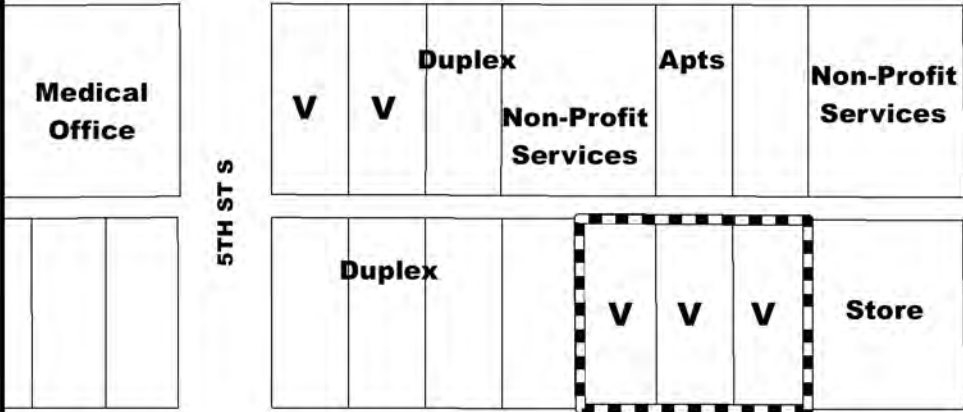 Medical
Office
V
V
Duplex
Non-Profit
Services
Apts
Non-Profit
Services
5TH ST S
Duplex
V
V
V
Store